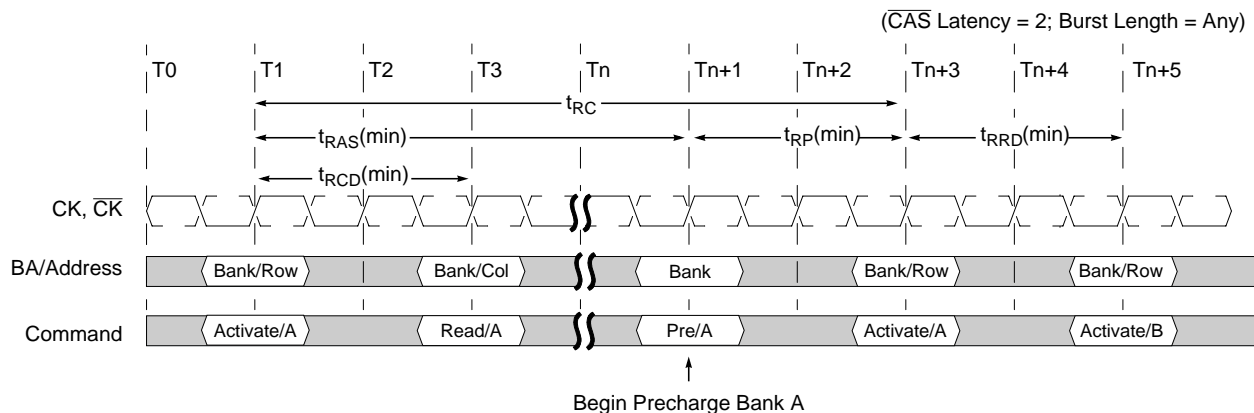 (CAS Latency = 2; Burst Length = Any)
T0 T1 T2 T3 Tn Tn+1 Tn+2 Tn+3 Tn+4 Tn+5
tRC
tRAS(min) tRP(min) tRRD(min)
tRCD(min)
CK, CK
BA/Address Bank/Row Bank/Col Bank Bank/Row Bank/Row
Command Activate/A Read/A Pre/A Activate/A Activate/B
Begin Precharge Bank A